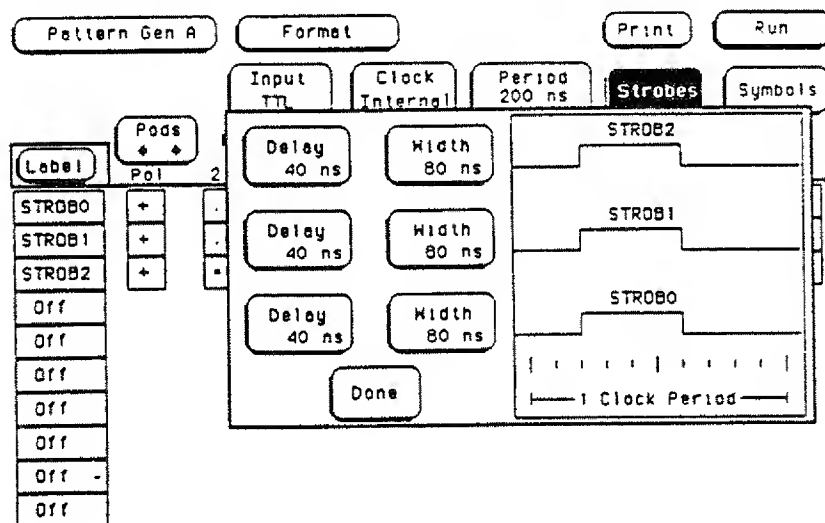 Pattern Gen A Format Print Run
Input TTL Clock Internal Period 200 ns Strobes Symbols
Pods
Label Pol 2
STROB0 +
STROB1 +
STROB2 +
Off
Off
Off
Off
Off
Off -
Off
Delay 40 ns Width 80 ns
Delay 40 ns Width 80 ns
Delay 40 ns Width 80 ns
Done
STROB2
STROB1
STROB0
1 Clock Period